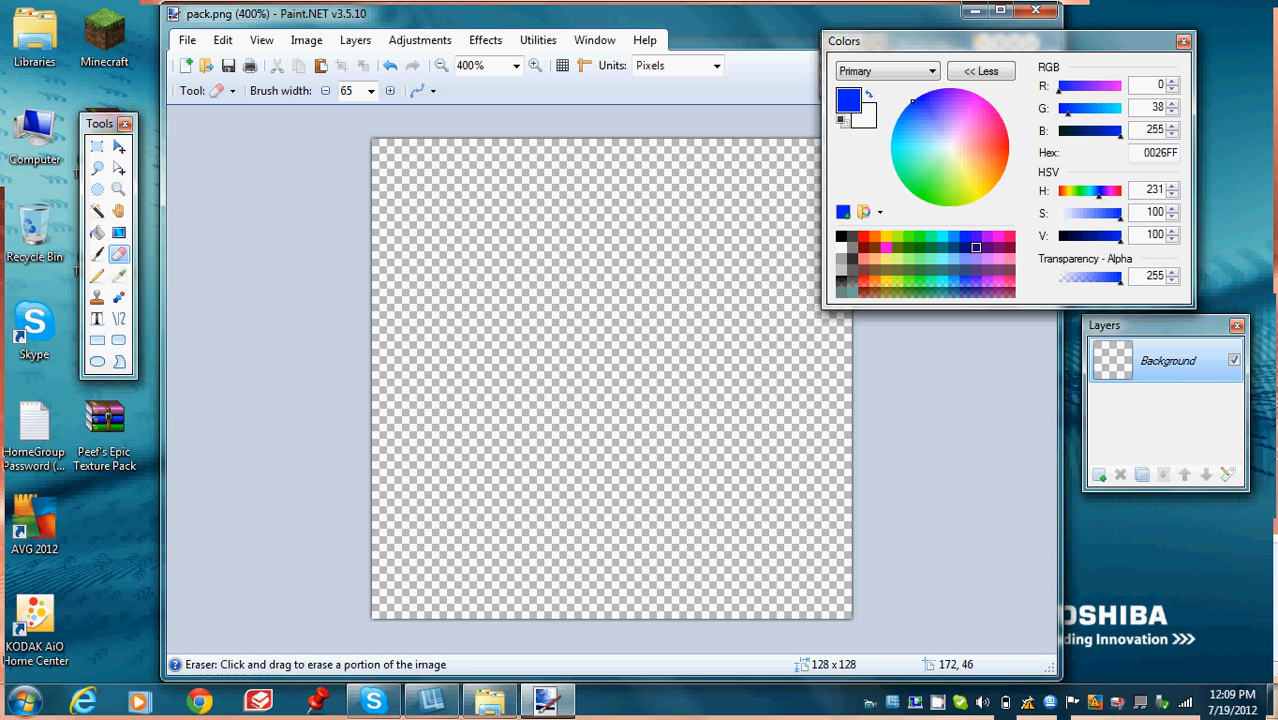 pack.png (400%) - Paint.NET v3.5.10
File Edit View Image Layers Adjustments Effects Utilities Window Help
400% Units: Pixels
Tool: Brush width: 65
Libraries
Minecraft
Computer
Recycle Bin
Skype
HomeGroup
Password (...
Peef's Epic
Texture Pack
AVG 2012
KODAK AiO
Home Center
Tools
Colors
Primary
<< Less
RGB
R: 0
G: 38
B: 255
Hex: 0026FF
HSV
H: 231
S: 100
V: 100
Transparency - Alpha
255
Layers
Background
OSHIBA
ding Innovation >>>
Eraser: Click and drag to erase a portion of the image
128 x 128
172, 46
12:09 PM
7/19/2012